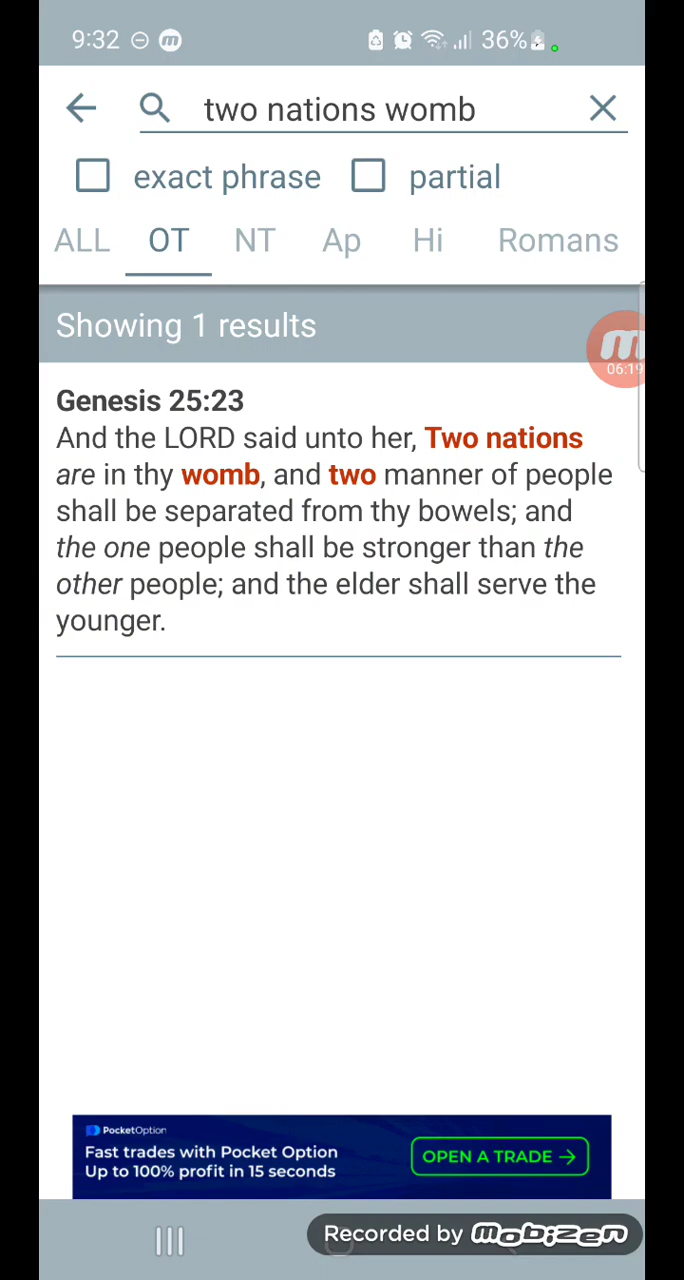 9:32 m 36%
two nations womb
exact phrase partial
ALL OT NT Ap Hi Romans
Showing 1 results
m
06:19
Genesis 25:23
And the LORD said unto her, Two nations
are in thy womb, and two manner of people
shall be separated from thy bowels; and
the one people shall be stronger than the
other people; and the elder shall serve the
younger.
PocketOption
Fast trades with Pocket Option
Up to 100% profit in 15 seconds
OPEN A TRADE →
Recorded by mobizen